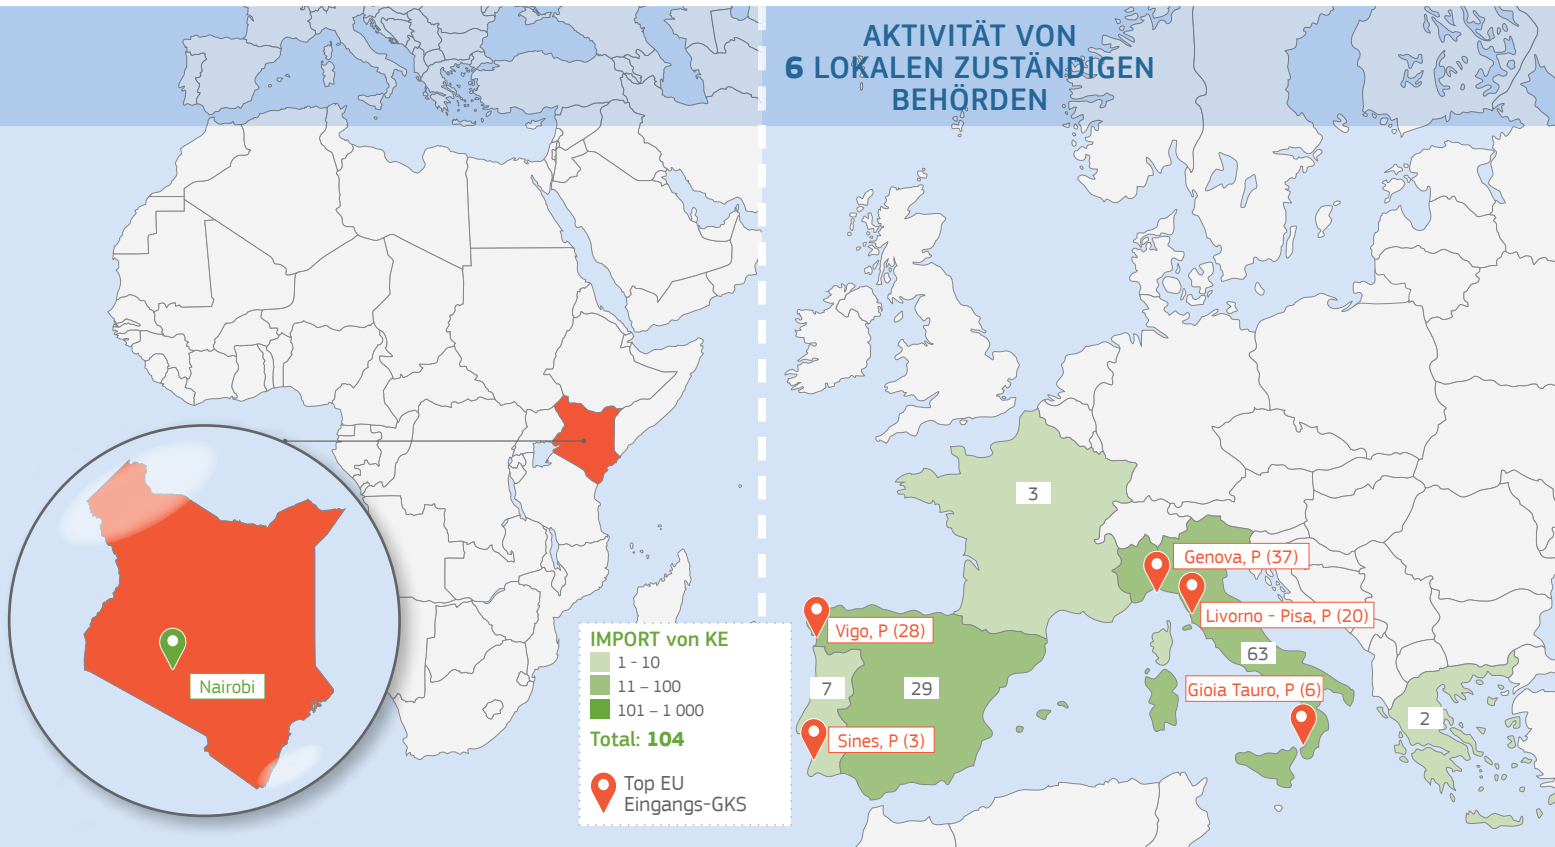 AKTIVITÄT VON
6 LOKALEN ZUSTÄNDIGEN
BEHÖRDEN
3
Genova, P (37)
Livorno - Pisa, P (20)
Vigo, P (28)
63
7
29
Gioia Tauro, P (6)
2
Sines, P (3)
Nairobi
IMPORT von KE
1 - 10
11 – 100
101 – 1 000
Total: 104
Top EU
Eingangs-GKS